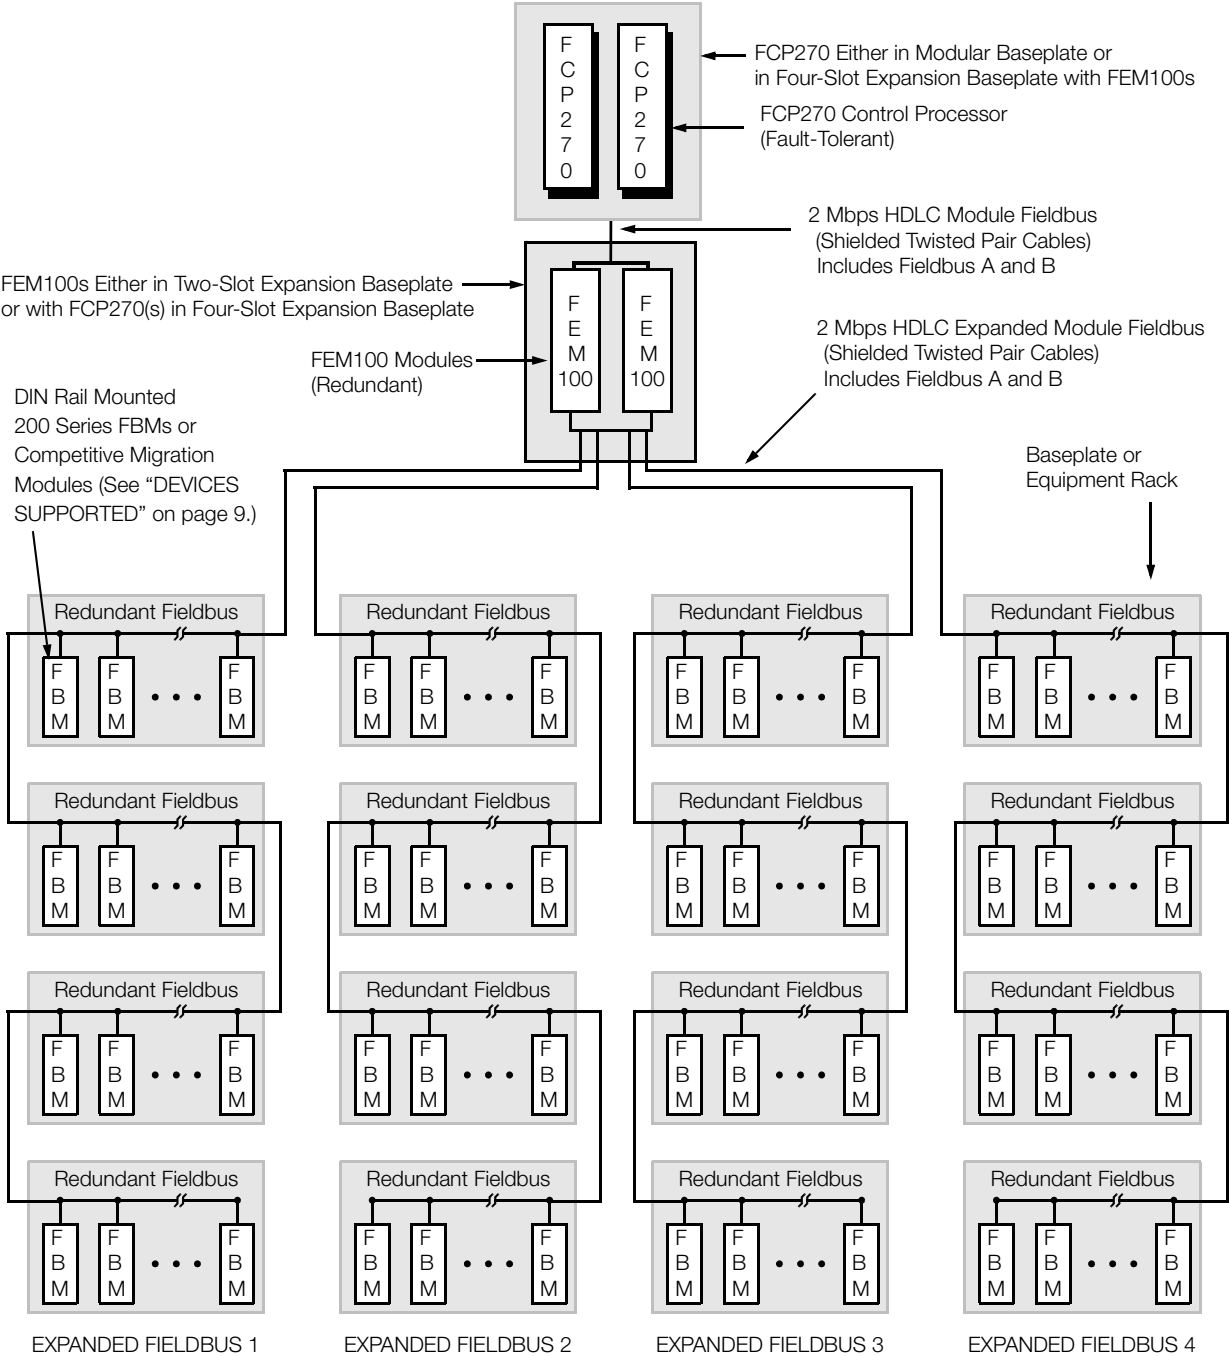 F
C
P
2
7
0
F
C
P
2
7
0
FCP270 Either in Modular Baseplate or
in Four-Slot Expansion Baseplate with FEM100s
FCP270 Control Processor
(Fault-Tolerant)
2 Mbps HDLC Module Fieldbus
(Shielded Twisted Pair Cables)
Includes Fieldbus A and B
FEM100s Either in Two-Slot Expansion Baseplate
or with FCP270(s) in Four-Slot Expansion Baseplate
F
E
M
100
F
E
M
100
FEM100 Modules
(Redundant)
2 Mbps HDLC Expanded Module Fieldbus
(Shielded Twisted Pair Cables)
Includes Fieldbus A and B
DIN Rail Mounted
200 Series FBMs or
Competitive Migration
Modules (See “DEVICES
SUPPORTED” on page 9.)
Baseplate or
Equipment Rack
Redundant Fieldbus
F
B
M
F
B
M
F
B
M
Redundant Fieldbus
F
B
M
F
B
M
F
B
M
Redundant Fieldbus
F
B
M
F
B
M
F
B
M
Redundant Fieldbus
F
B
M
F
B
M
F
B
M
Redundant Fieldbus
F
B
M
F
B
M
F
B
M
Redundant Fieldbus
F
B
M
F
B
M
F
B
M
Redundant Fieldbus
F
B
M
F
B
M
F
B
M
Redundant Fieldbus
F
B
M
F
B
M
F
B
M
Redundant Fieldbus
F
B
M
F
B
M
F
B
M
Redundant Fieldbus
F
B
M
F
B
M
F
B
M
Redundant Fieldbus
F
B
M
F
B
M
F
B
M
Redundant Fieldbus
F
B
M
F
B
M
F
B
M
Redundant Fieldbus
F
B
M
F
B
M
F
B
M
Redundant Fieldbus
F
B
M
F
B
M
F
B
M
Redundant Fieldbus
F
B
M
F
B
M
F
B
M
Redundant Fieldbus
F
B
M
F
B
M
F
B
M
EXPANDED FIELDBUS 1
EXPANDED FIELDBUS 2
EXPANDED FIELDBUS 3
EXPANDED FIELDBUS 4